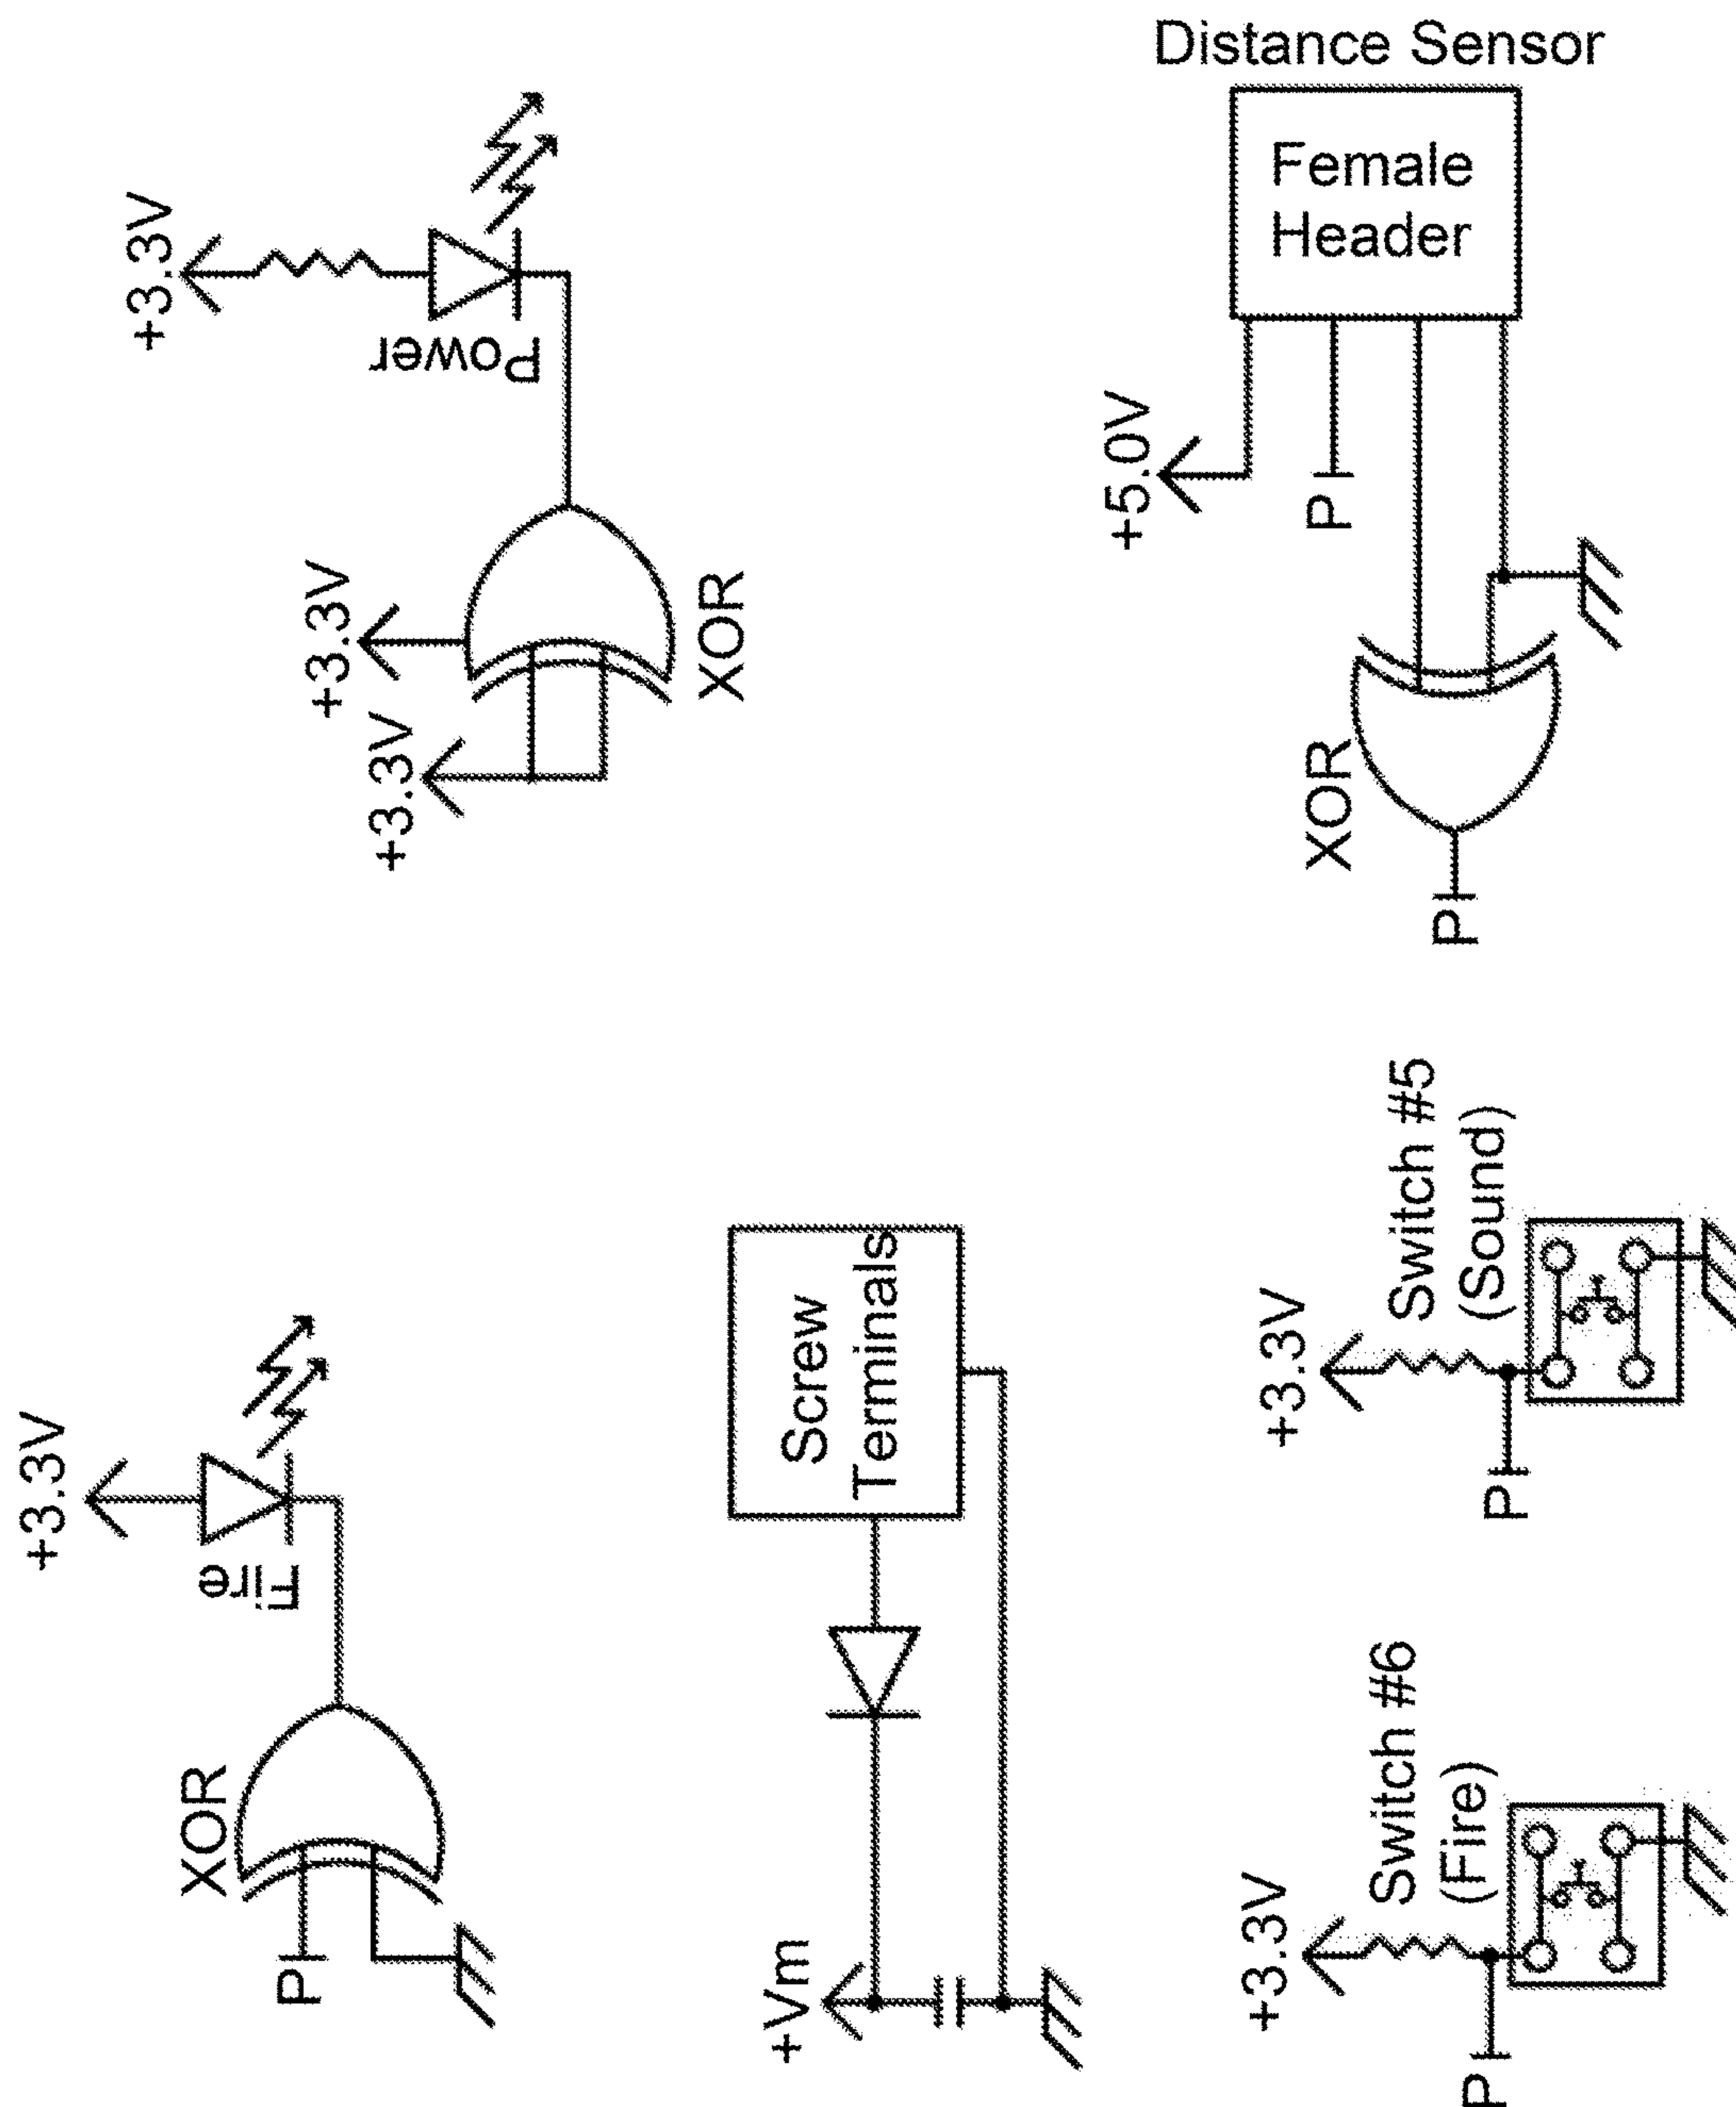 Distance Sensor
Female
Header
+3.3V
Power
+3.3V
+3.3V
XOR
+5.0V
P
XOR
P
+3.3V
Fire
XOR
P
Screw
Terminals
+Vm
Switch #5
(Sound)
+3.3V
P
Switch #6
(Fire)
+3.3V
P